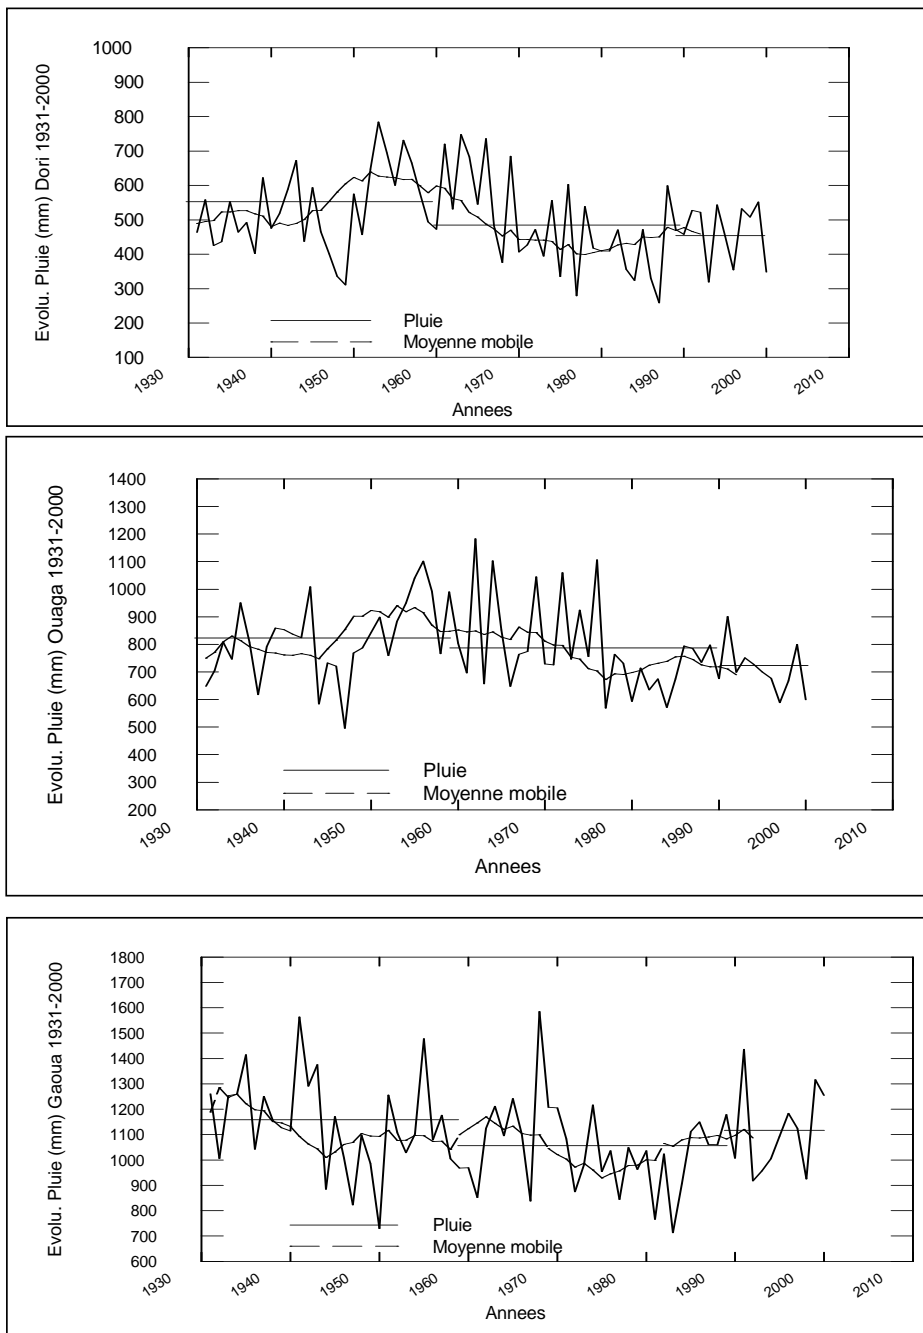 Evolu. Pluie (mm) Dori 1931-2000
1000
900
800
700
600
500
400
300
200
100
Pluie
Moyenne mobile
1930 1940 1950 1960 1970 1980 1990 2000 2010
Annees
Evolu. Pluie (mm) Ouaga 1931-2000
1400
1300
1200
1100
1000
900
800
700
600
500
400
300
200
Pluie
Moyenne mobile
1930 1940 1950 1960 1970 1980 1990 2000 2010
Annees
Evolu. Pluie (mm) Gaoua 1931-2000
1800
1700
1600
1500
1400
1300
1200
1100
1000
900
800
700
600
Pluie
Moyenne mobile
1930 1940 1950 1960 1970 1980 1990 2000 2010
Annees